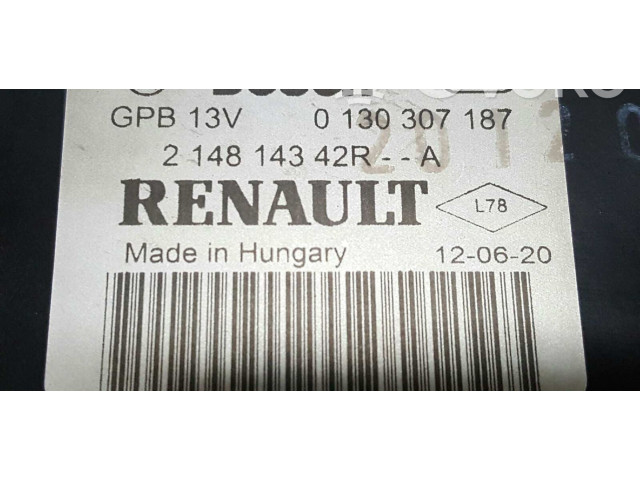 GPB 13V 0 130 307 187
2 148 143 42R - - A
RENAULT L78
Made in Hungary 12-06-20